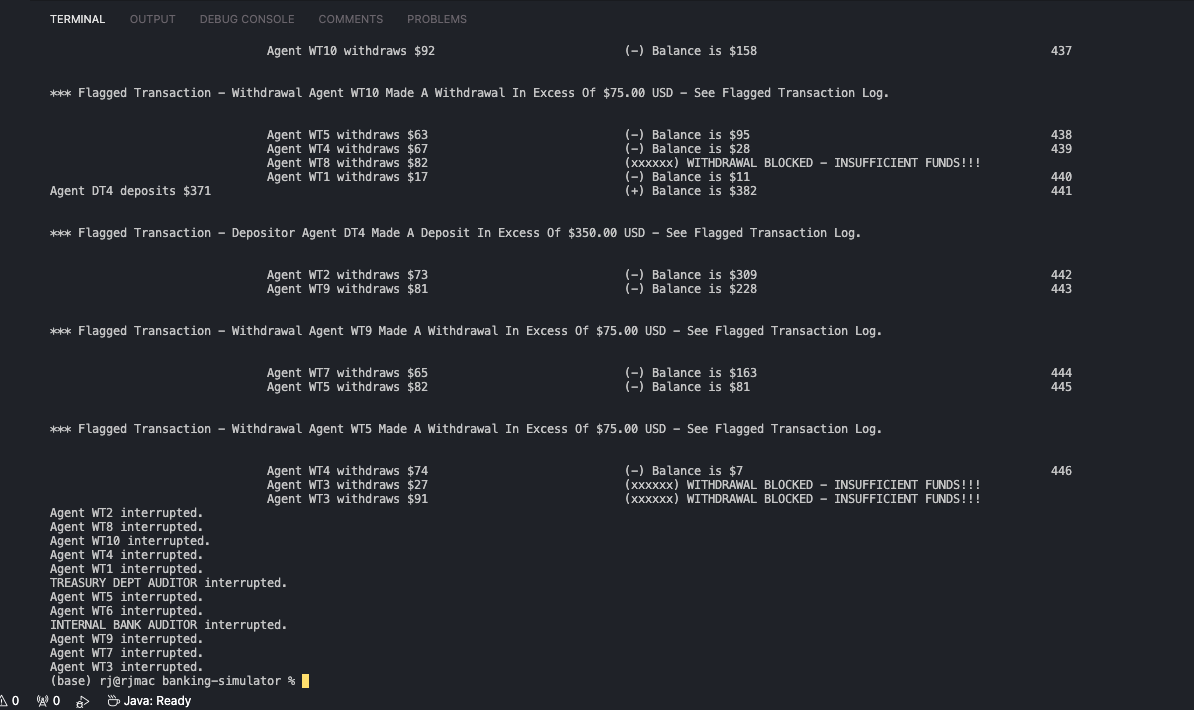 TERMINAL OUTPUT DEBUG CONSOLE COMMENTS PROBLEMS
Agent WT10 withdraws $92 (-) Balance is $158 437
*** Flagged Transaction - Withdrawal Agent WT10 Made A Withdrawal In Excess Of $75.00 USD - See Flagged Transaction Log.
Agent WT5 withdraws $63 (-) Balance is $95 438
Agent WT4 withdraws $67 (-) Balance is $28 439
Agent WT8 withdraws $82 (xxxxxx) WITHDRAWAL BLOCKED - INSUFFICIENT FUNDS!!!
Agent WT1 withdraws $17 (-) Balance is $11 440
Agent DT4 deposits $371 (+) Balance is $382 441
*** Flagged Transaction - Depositor Agent DT4 Made A Deposit In Excess Of $350.00 USD - See Flagged Transaction Log.
Agent WT2 withdraws $73 (-) Balance is $309 442
Agent WT9 withdraws $81 (-) Balance is $228 443
*** Flagged Transaction - Withdrawal Agent WT9 Made A Withdrawal In Excess Of $75.00 USD - See Flagged Transaction Log.
Agent WT7 withdraws $65 (-) Balance is $163 444
Agent WT5 withdraws $82 (-) Balance is $81 445
*** Flagged Transaction - Withdrawal Agent WT5 Made A Withdrawal In Excess Of $75.00 USD - See Flagged Transaction Log.
Agent WT4 withdraws $74 (-) Balance is $7 446
Agent WT3 withdraws $27 (xxxxxx) WITHDRAWAL BLOCKED - INSUFFICIENT FUNDS!!!
Agent WT3 withdraws $91 (xxxxxx) WITHDRAWAL BLOCKED - INSUFFICIENT FUNDS!!!
Agent WT2 interrupted.
Agent WT8 interrupted.
Agent WT10 interrupted.
Agent WT4 interrupted.
Agent WT1 interrupted.
TREASURY DEPT AUDITOR interrupted.
Agent WT5 interrupted.
Agent WT6 interrupted.
INTERNAL BANK AUDITOR interrupted.
Agent WT9 interrupted.
Agent WT7 interrupted.
Agent WT3 interrupted.
(base) rj@rjmac banking-simulator %
0 0 Java: Ready